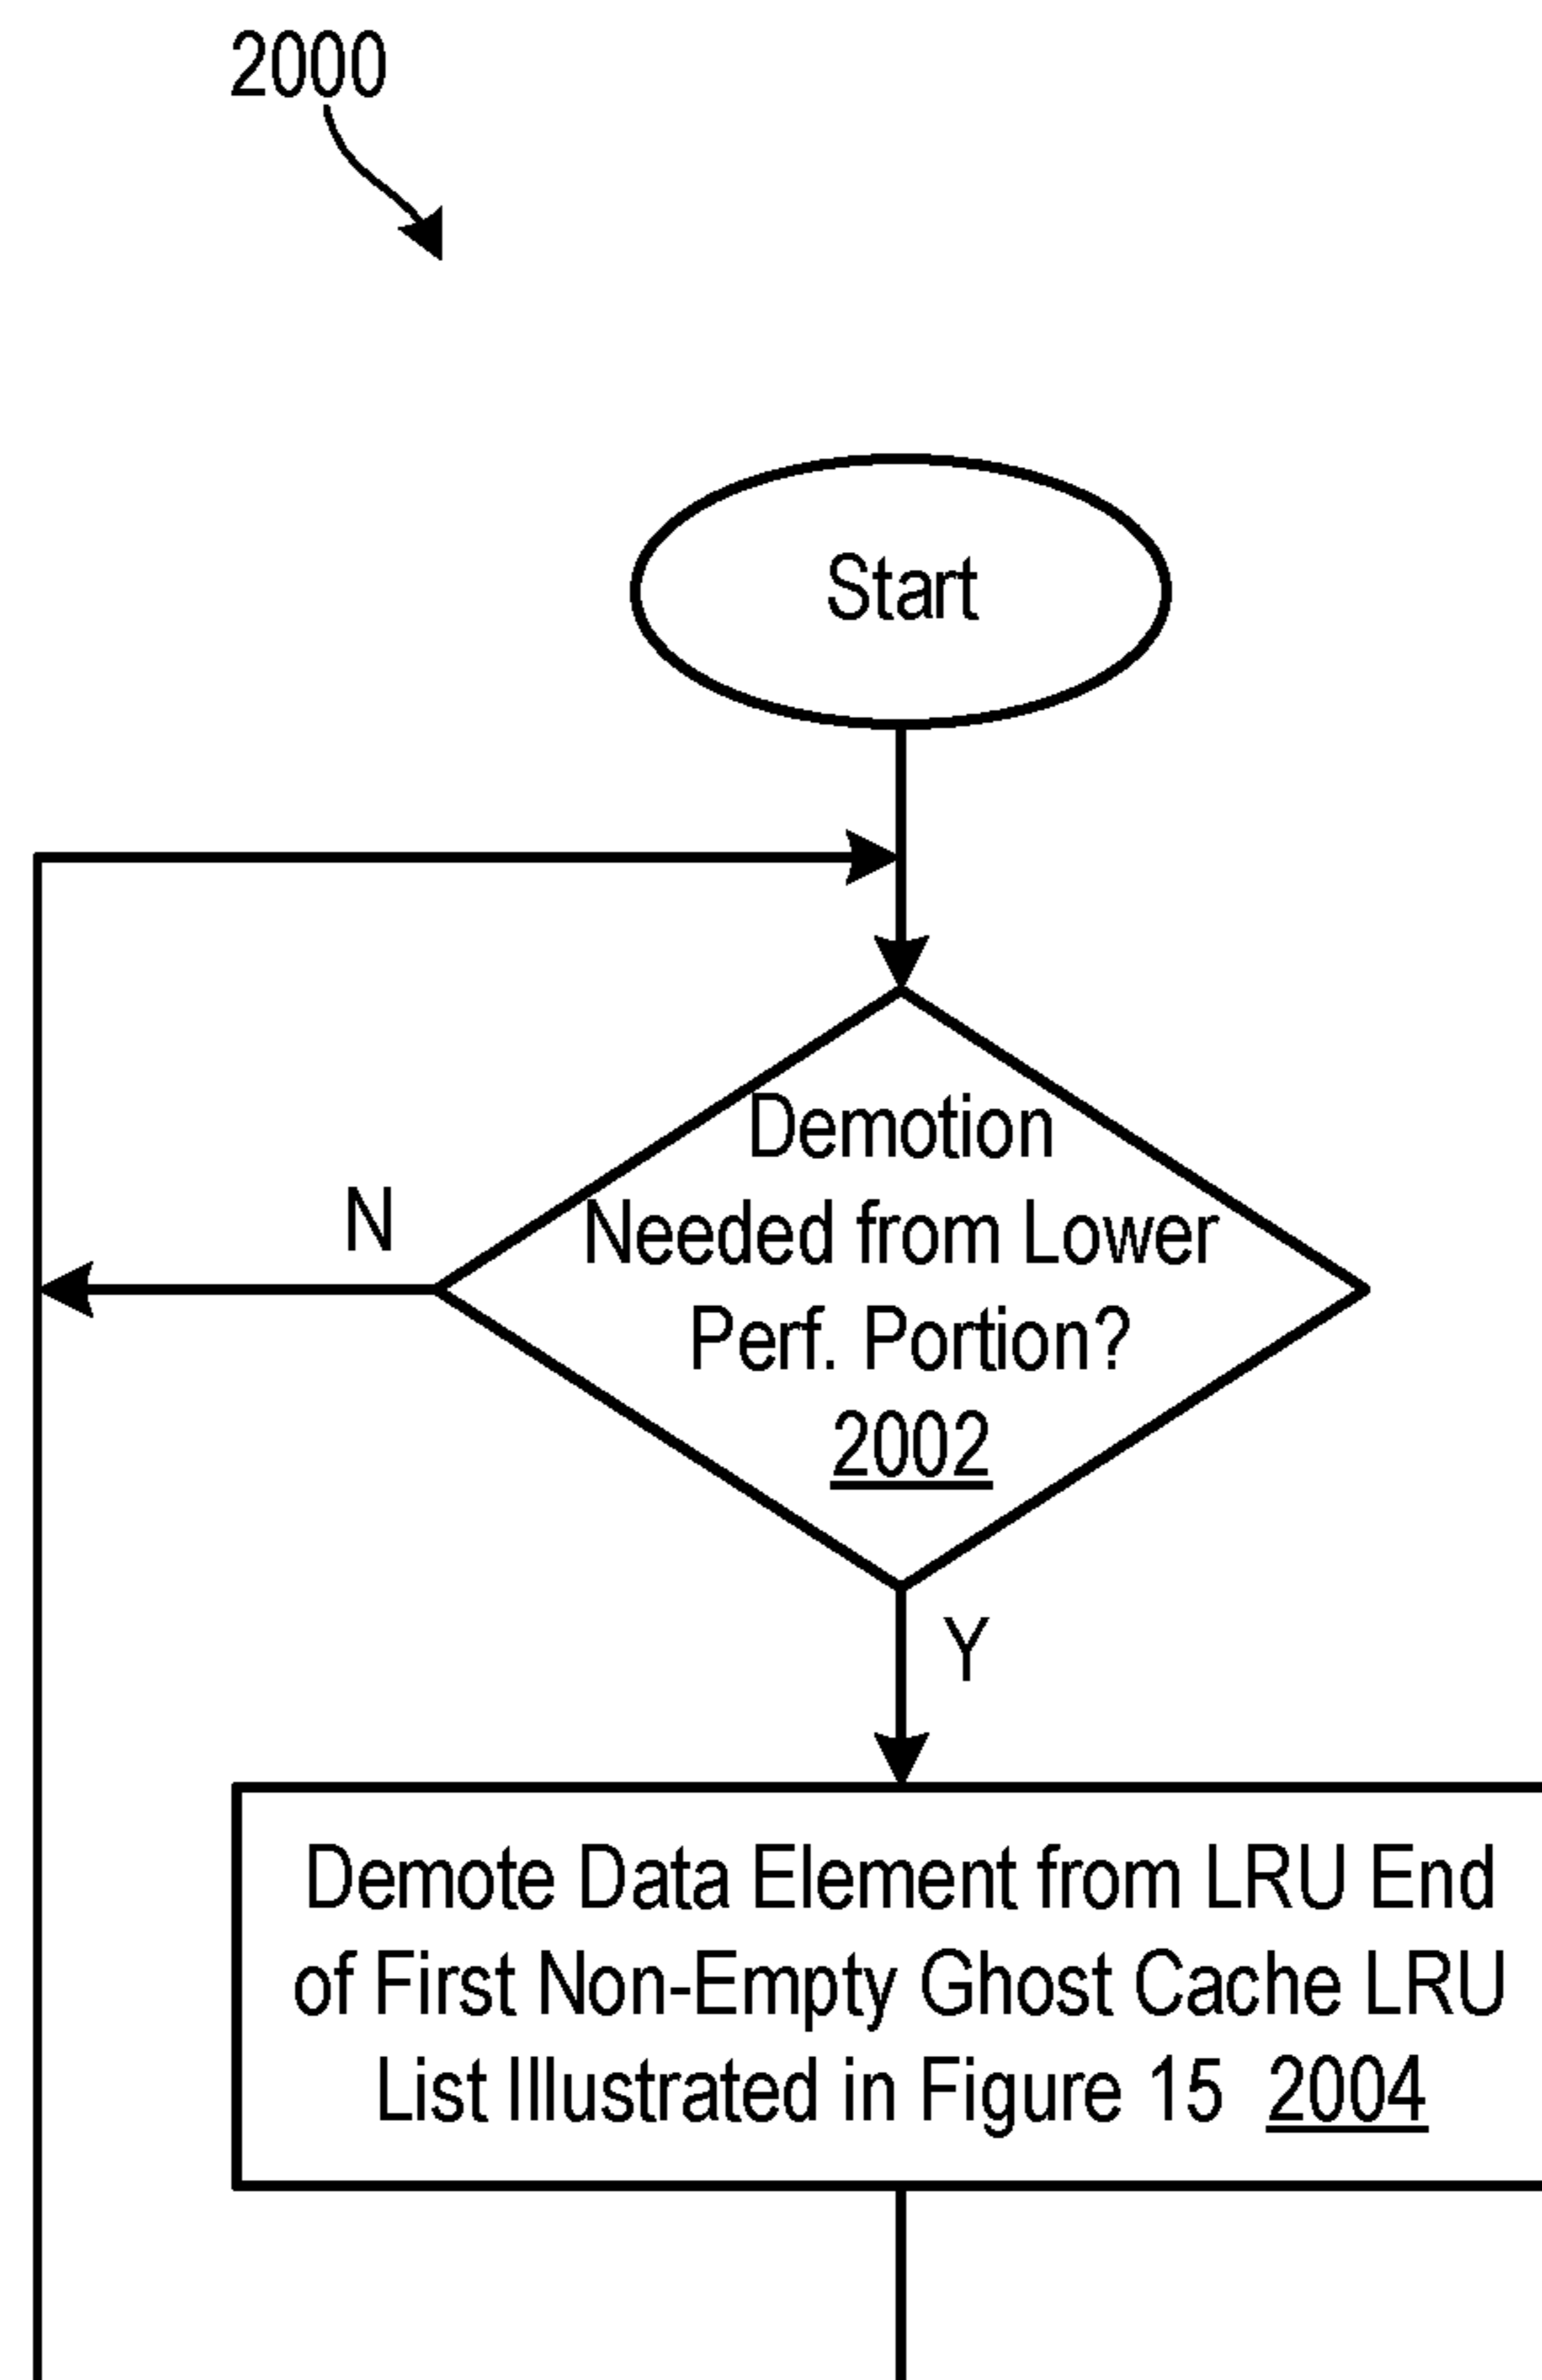 2000
Start
Demotion
Needed from Lower
Perf. Portion?
2002
N
Y
Demote Data Element from LRU End
of First Non-Empty Ghost Cache LRU
List Illustrated in Figure 15 2004